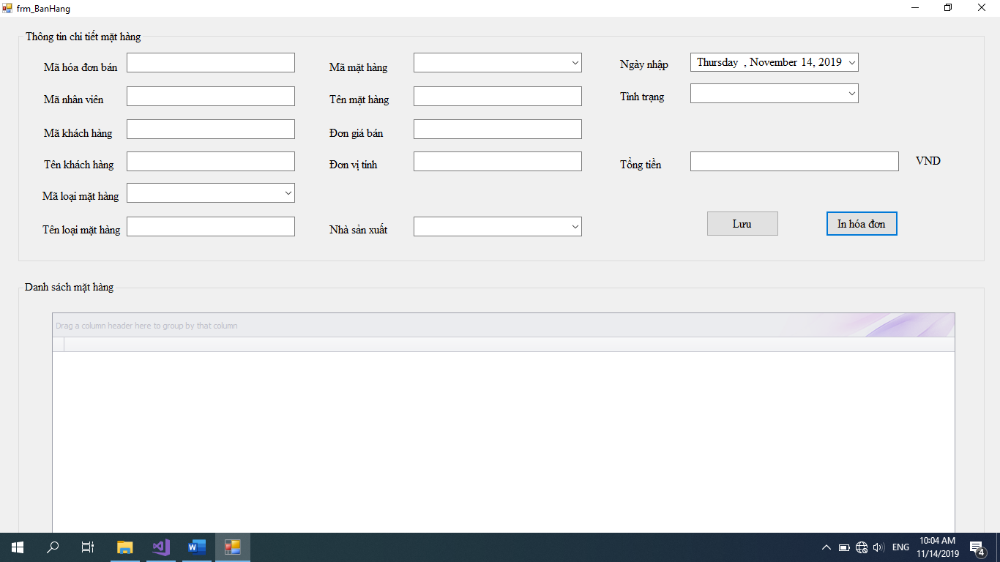 frm_BanHang
Thông tin chi tiết mặt hàng
Mã hóa đơn bán
Mã mặt hàng
Ngày nhập
Thursday , November 14, 2019
Mã nhân viên
Tên mặt hàng
Tình trạng
Mã khách hàng
Đơn giá bán
Tên khách hàng
Đơn vị tính
Tổng tiền
VND
Mã loại mặt hàng
Tên loại mặt hàng
Nhà sản xuất
Lưu
In hóa đơn
Danh sách mặt hàng
Drag a column header here to group by that column
ENG
10:04 AM
11/14/2019
4